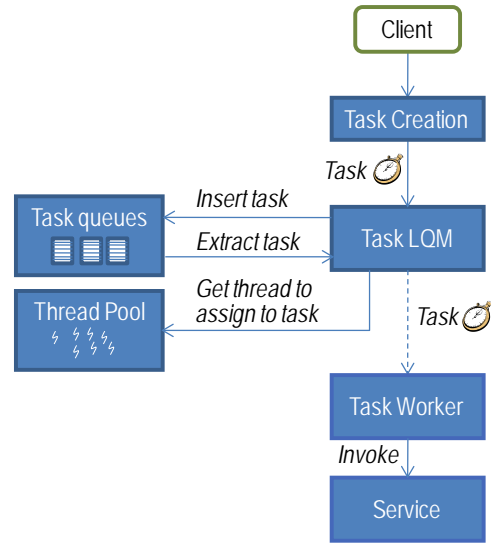 Client
Task Creation
Task
Insert task
Task queues
Task LQM
Extract task
Get thread to
assign to task
Thread Pool
Task
Task Worker
Invoke
Service